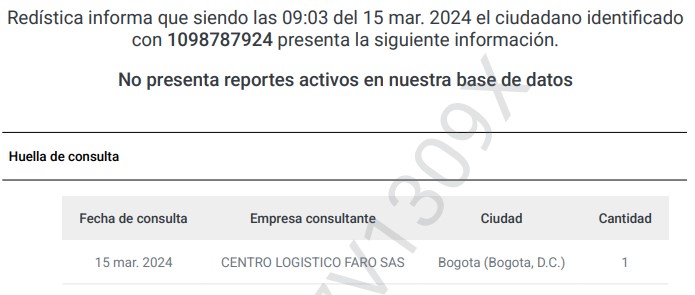 Redística informa que siendo las 09:03 del 15 mar. 2024 el ciudadano identificado
con 1098787924 presenta la siguiente información.
No presenta reportes activos en nuestra base de datos
Huella de consulta
Fecha de consulta Empresa consultante Ciudad Cantidad
15 mar. 2024 CENTRO LOGISTICO FARO SAS Bogota (Bogota, D.C.) 1